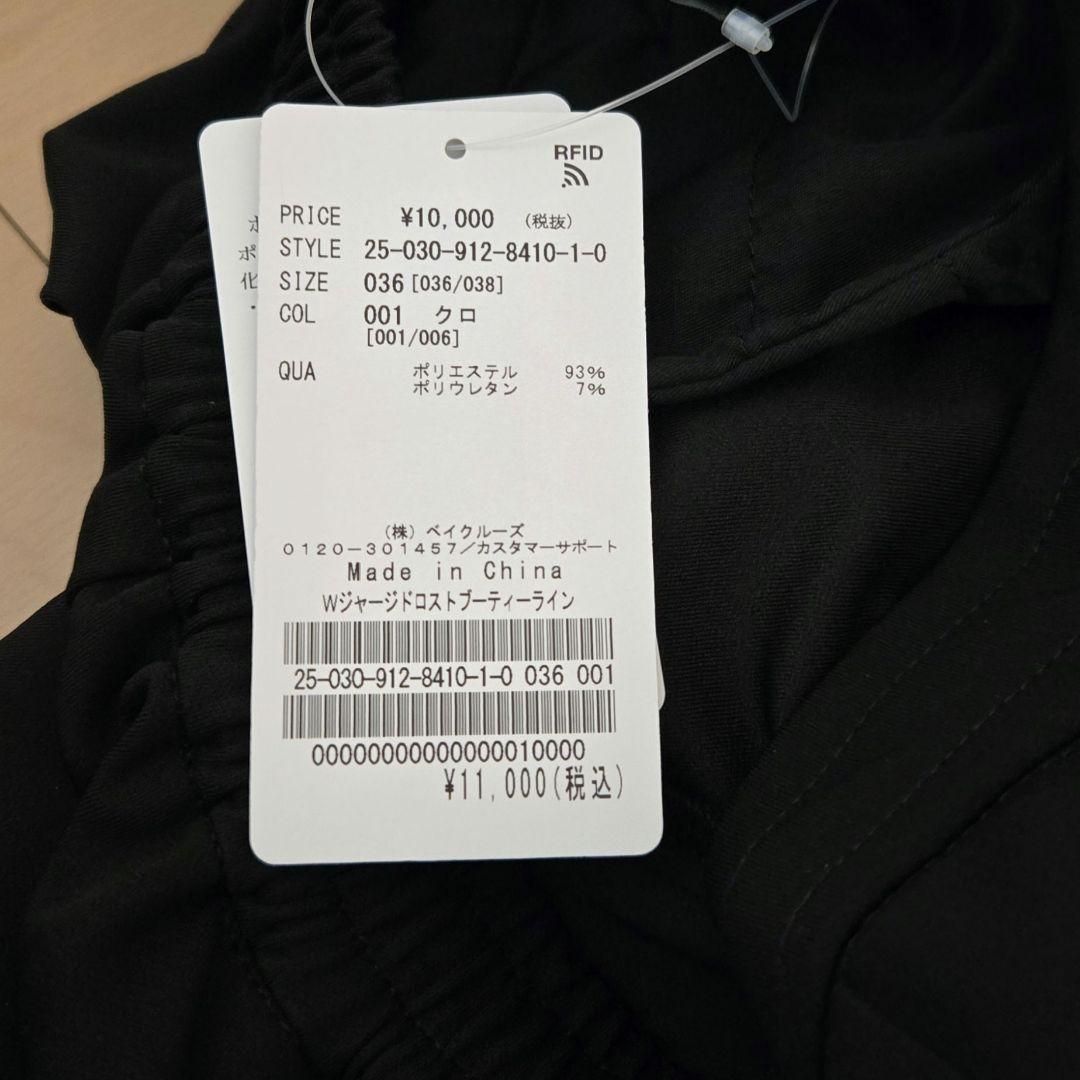 RFID
PRICE ¥10,000 (税抜)
STYLE 25-030-912-8410-1-0
SIZE 036[036/038]
COL 001 クロ
[001/006]
QUA ポリエステル 93%
ポリウレタン 7%
(株) ベイクルーズ
0120-301457/カスタマーサポート
Made in China
Wジャージドロストブーティーライン
25-030-912-8410-1-0 036 001
00000000000000010000
¥11,000(税込)
ポ
化